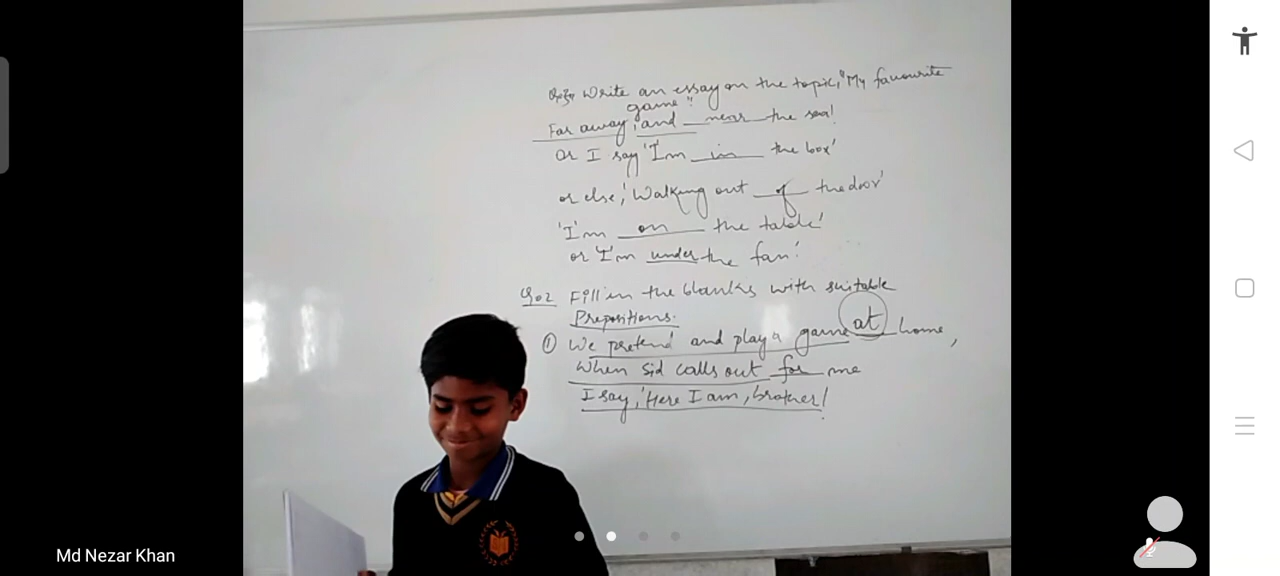 Q.3. Write an essay on the topic, "My favourite
game".
Far away, and near the sea!
Or I say 'I'm in the box'
or else,' Walking out of the door'
'I'm on the table'
or 'I'm under the fan'
Q.02 Fill in the blanks with suitable
Prepositions.
① We pretend and play a game at home,
When Sid calls out for me
I say, 'Here I am, brother!
Md Nezar Khan